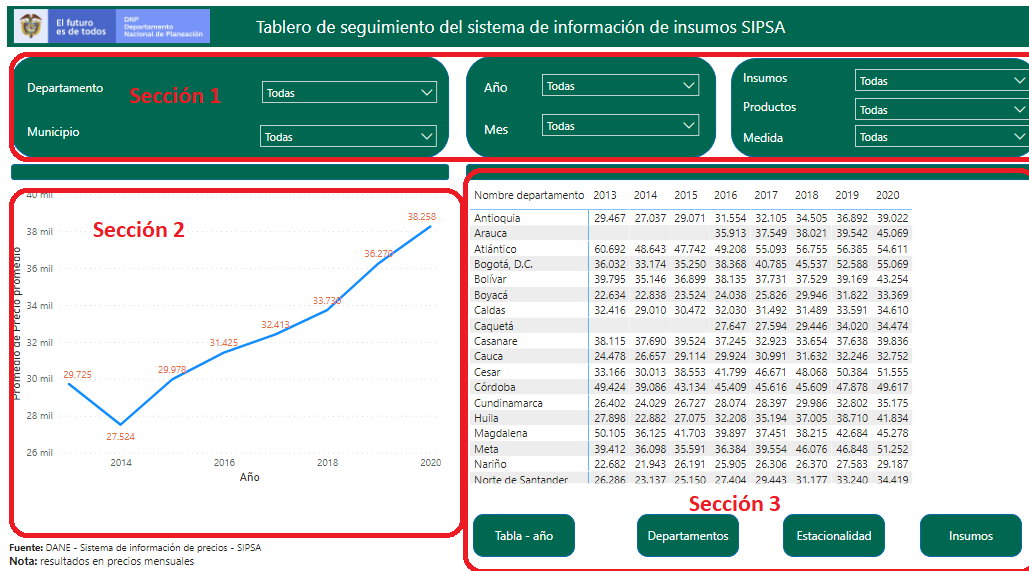 El futuro
es de todos
DNP
Departamento
Nacional de Planeación
Tablero de seguimiento del sistema de información de insumos SIPSA
Sección 1
Departamento
Todas
Municipio
Todas
Año
Todas
Mes
Todas
Insumos
Todas
Productos
Todas
Medida
Todas
Sección 2
Promedio de Precio promedio
40 mil
38 mil
36 mil
34 mil
32 mil
30 mil
28 mil
26 mil
29.725
27.524
29.978
31.425
32.413
33.730
36.270
38.258
2014
2016
2018
2020
Año
Nombre departamento 2013 2014 2015 2016 2017 2018 2019 2020
Antioquia 29.467 27.037 29.071 31.554 32.105 34.505 36.892 39.022
Arauca 35.913 37.549 38.021 39.542 45.069
Atlántico 60.692 48.643 47.742 49.208 55.093 56.755 56.385 54.611
Bogotá, D.C. 36.032 33.174 35.250 38.368 40.785 45.537 52.588 55.069
Bolívar 39.795 35.146 36.899 38.135 37.731 37.529 39.169 43.254
Boyacá 22.634 22.838 23.524 24.038 25.826 29.946 31.822 33.369
Caldas 32.416 29.010 30.472 32.030 31.492 31.489 33.591 34.610
Caquetá 27.647 27.594 29.446 34.020 34.474
Casanare 38.115 37.690 39.524 37.245 32.923 33.654 37.638 39.836
Cauca 24.478 26.657 29.114 29.924 30.991 31.632 32.246 32.752
Cesar 33.166 30.013 38.553 41.799 46.671 48.068 50.384 51.555
Córdoba 49.424 39.086 43.134 45.409 45.616 45.609 47.878 49.617
Cundinamarca 26.402 24.029 26.727 28.074 28.397 29.986 32.802 35.175
Huila 27.898 22.882 27.075 32.208 35.194 37.005 38.710 41.834
Magdalena 50.105 36.125 41.703 39.897 37.451 38.215 42.684 45.278
Meta 39.412 36.098 35.591 36.384 39.554 46.076 46.848 51.252
Nariño 22.682 21.943 26.191 25.905 26.306 26.370 27.583 29.187
Norte de Santander 26.286 23.137 25.150 27.404 29.443 31.177 33.240 34.419
Sección 3
Tabla - año
Departamentos
Estacionalidad
Insumos
Fuente: DANE - Sistema de información de precios - SIPSA
Nota: resultados en precios mensuales